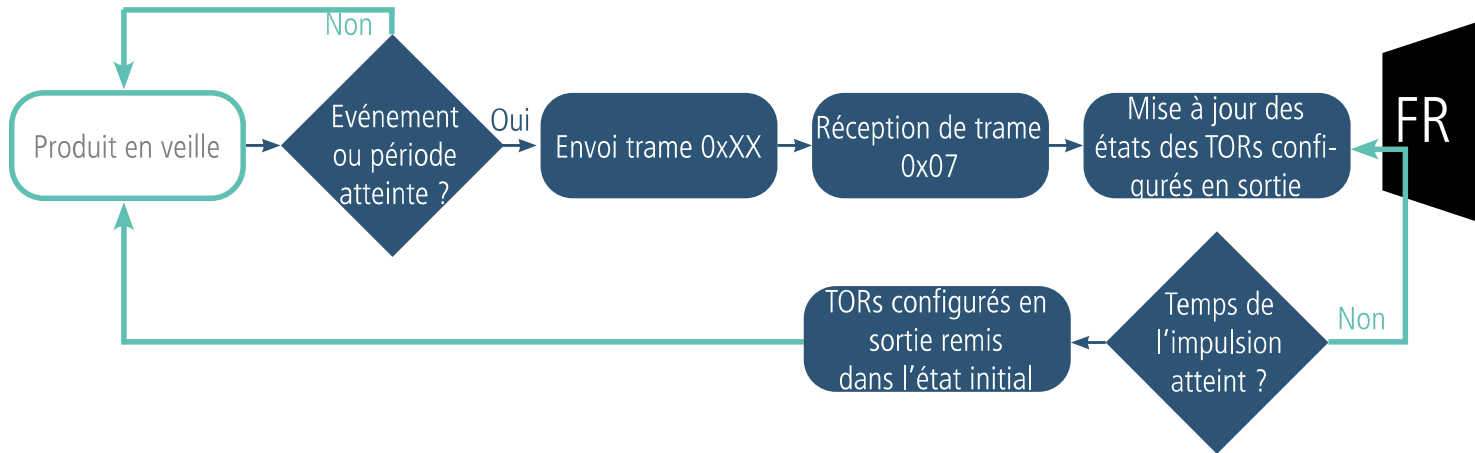 Non
Produit en veille
Evénement
ou période
atteinte ?
Oui
Envoi trame 0xXX
Réception de trame
0x07
Mise à jour des
états des TORs confi-
gurés en sortie
FR
TORs configurés en
sortie remis
dans l'état initial
Temps de
l'impulsion
atteint ?
Non